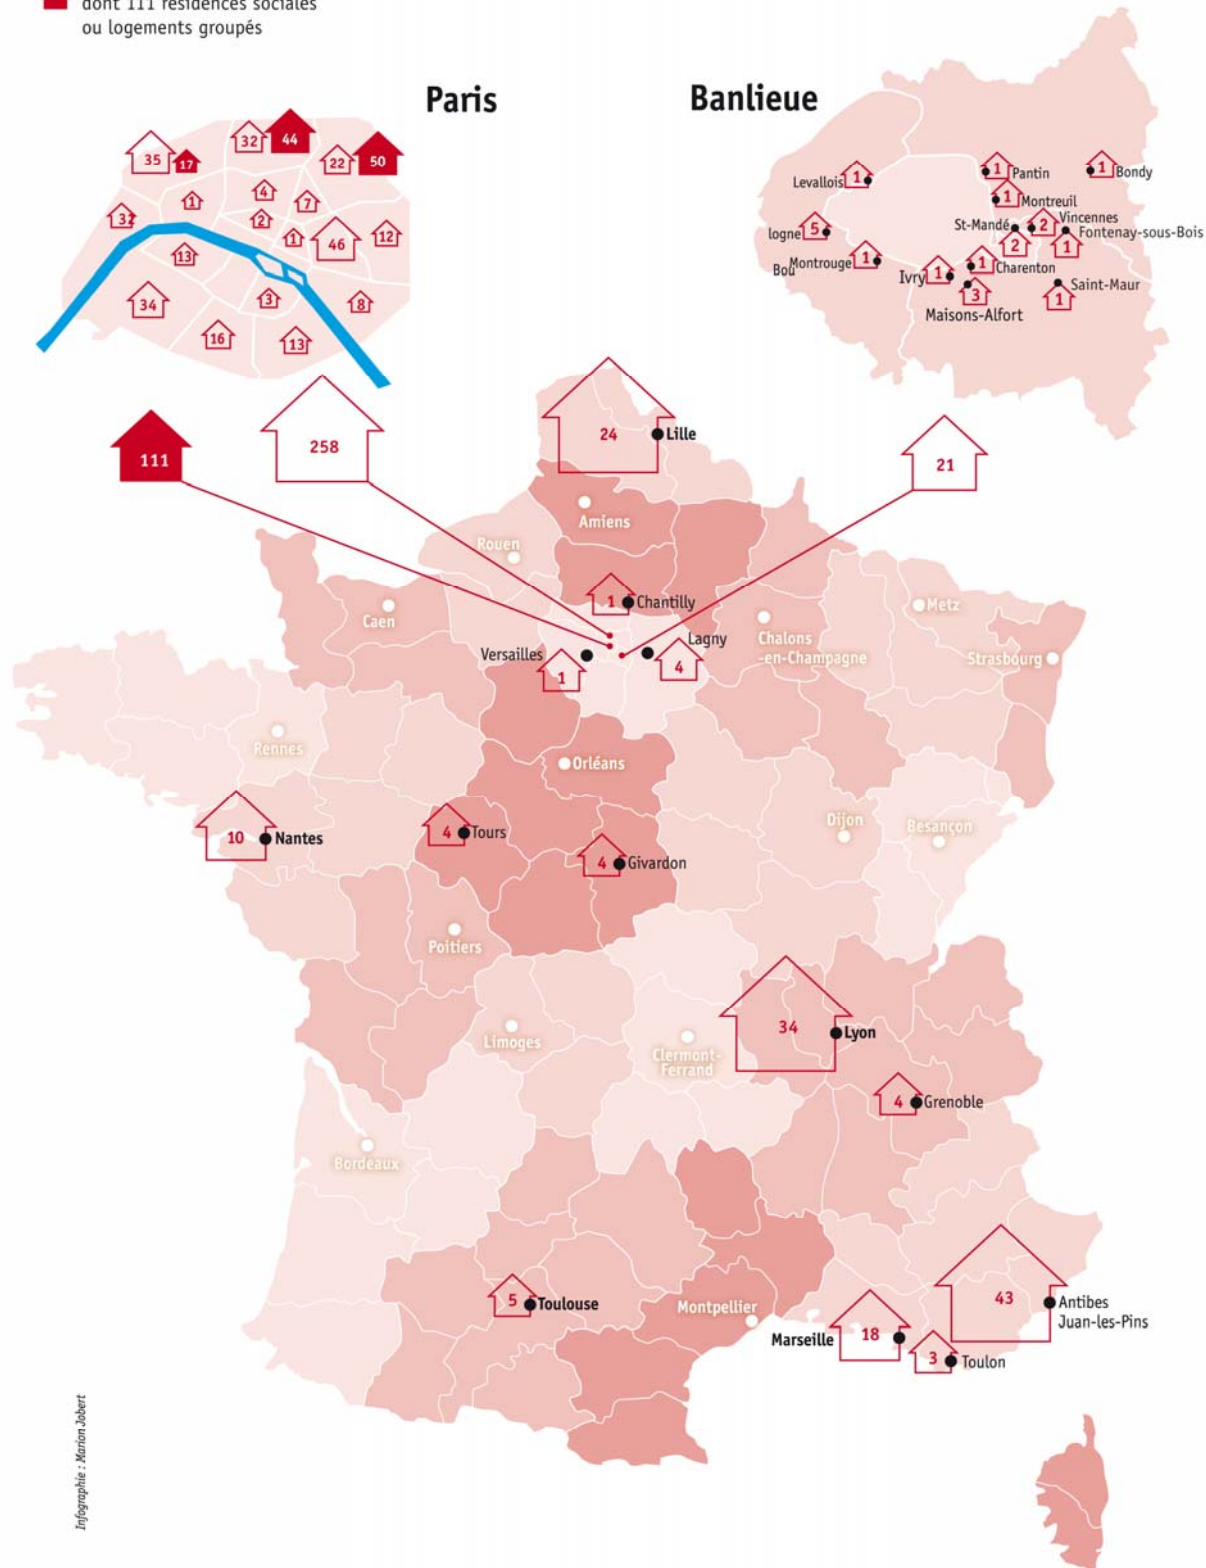 dont 111 résidences sociales
ou logements groupés
Paris
Banlieue
35
17
32
44
22
50
1
4
7
2
32
1
46
12
13
34
3
8
16
13
Levallois
1
1
Pantin
1
Bondy
1
Montreuil
St-Mandé
2
Vincennes
logne
5
2
1
Fontenay-sous-Bois
Bou
Montrouge
1
Ivry
1
1
Charenton
3
Maisons-Alfort
1
Saint-Maur
111
258
24
Lille
21
Amiens
Rouen
1
Chantilly
Caen
Metz
Chalons
-en-Champagne
Strasbourg
Versailles
1
Lagny
4
Rennes
Orléans
10
Nantes
4
Tours
4
Givardon
Dijon
Besançon
Poitiers
Limoges
Clermont-
Ferrand
34
Lyon
4
Grenoble
Bordeaux
5
Toulouse
Montpellier
43
Antibes
Juan-les-Pins
Marseille
18
3
Toulon
Infographie : Marion Jobert